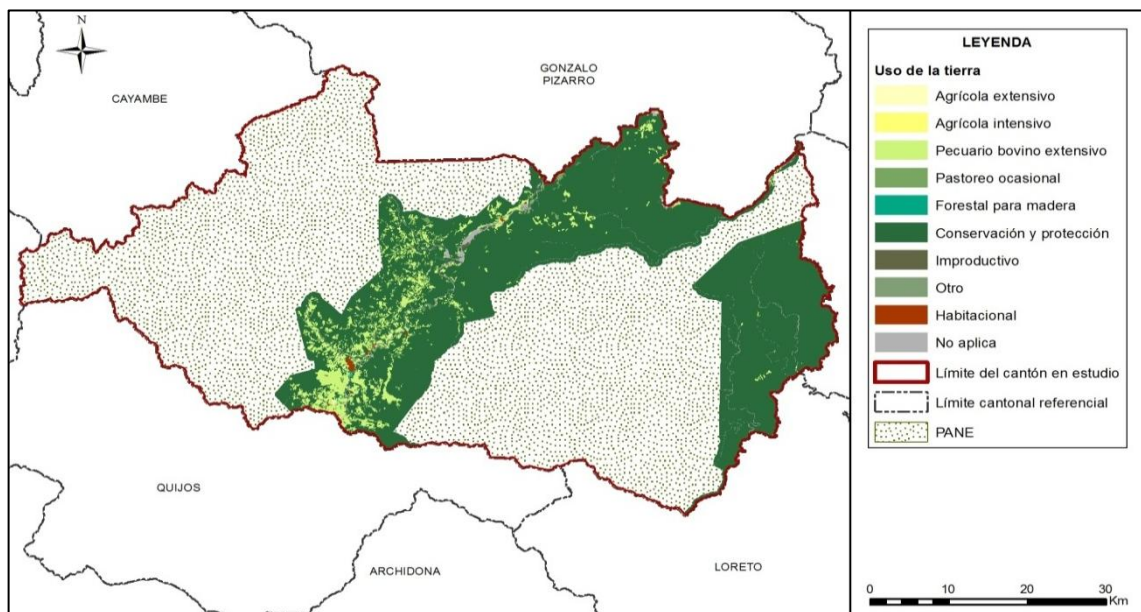 N
CAYAMBE
GONZALO
PIZARRO
QUIJOS
ARCHIDONA
LORETO
LEYENDA
Uso de la tierra
Agrícola extensivo
Agrícola intensivo
Pecuario bovino extensivo
Pastoreo ocasional
Forestal para madera
Conservación y protección
Improductivo
Otro
Habitacional
No aplica
Límite del cantón en estudio
Límite cantonal referencial
PANE
0 10 20 30
Km